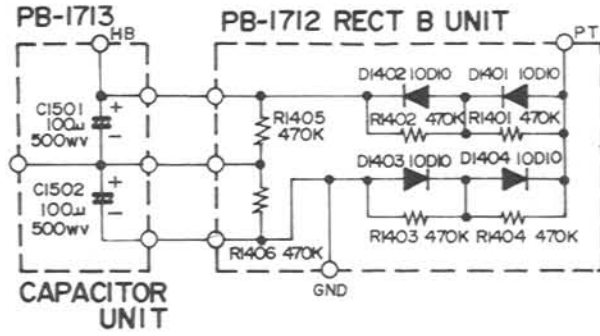 PB-1713
PB-1712 RECT B UNIT
HB
PT
D1402 10D10
D1401 10D10
C1501
100μ
500WV
R1405
470K
R1402 470K
R1401 470K
D1403 10D10
D1404 10D10
C1502
100μ
500WV
R1403 470K
R1404 470K
R1406 470K
GND
CAPACITOR
UNIT